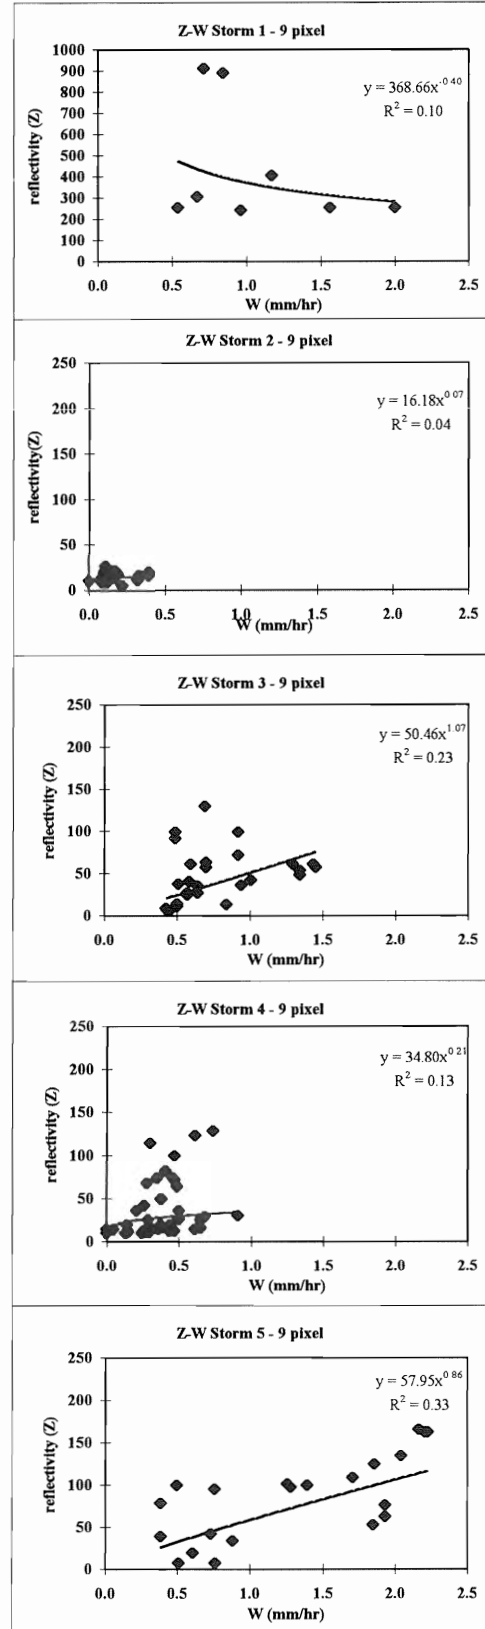 Z-W Storm 1 - 9 pixel
1000
900
800
700
600
500
400
300
200
100
0
reflectivity (Z)
y = 368.66x^-0.40
R² = 0.10
0.0 0.5 1.0 1.5 2.0 2.5
W (mm/hr)
Z-W Storm 2 - 9 pixel
250
200
150
100
50
0
reflectivity(Z)
y = 16.18x^0.07
R² = 0.04
0.0 0.5 1.0 1.5 2.0 2.5
W (mm/hr)
Z-W Storm 3 - 9 pixel
250
200
150
100
50
0
reflectivity (Z)
y = 50.46x^1.07
R² = 0.23
0.0 0.5 1.0 1.5 2.0 2.5
W (mm/hr)
Z-W Storm 4 - 9 pixel
250
200
150
100
50
0
reflectivity (Z)
y = 34.80x^0.21
R² = 0.13
0.0 0.5 1.0 1.5 2.0 2.5
Z-W Storm 5 - 9 pixel
250
200
150
100
50
0
reflectivity (Z)
y = 57.95x^0.86
R² = 0.33
0.0 0.5 1.0 1.5 2.0 2.5
W (mm/hr)